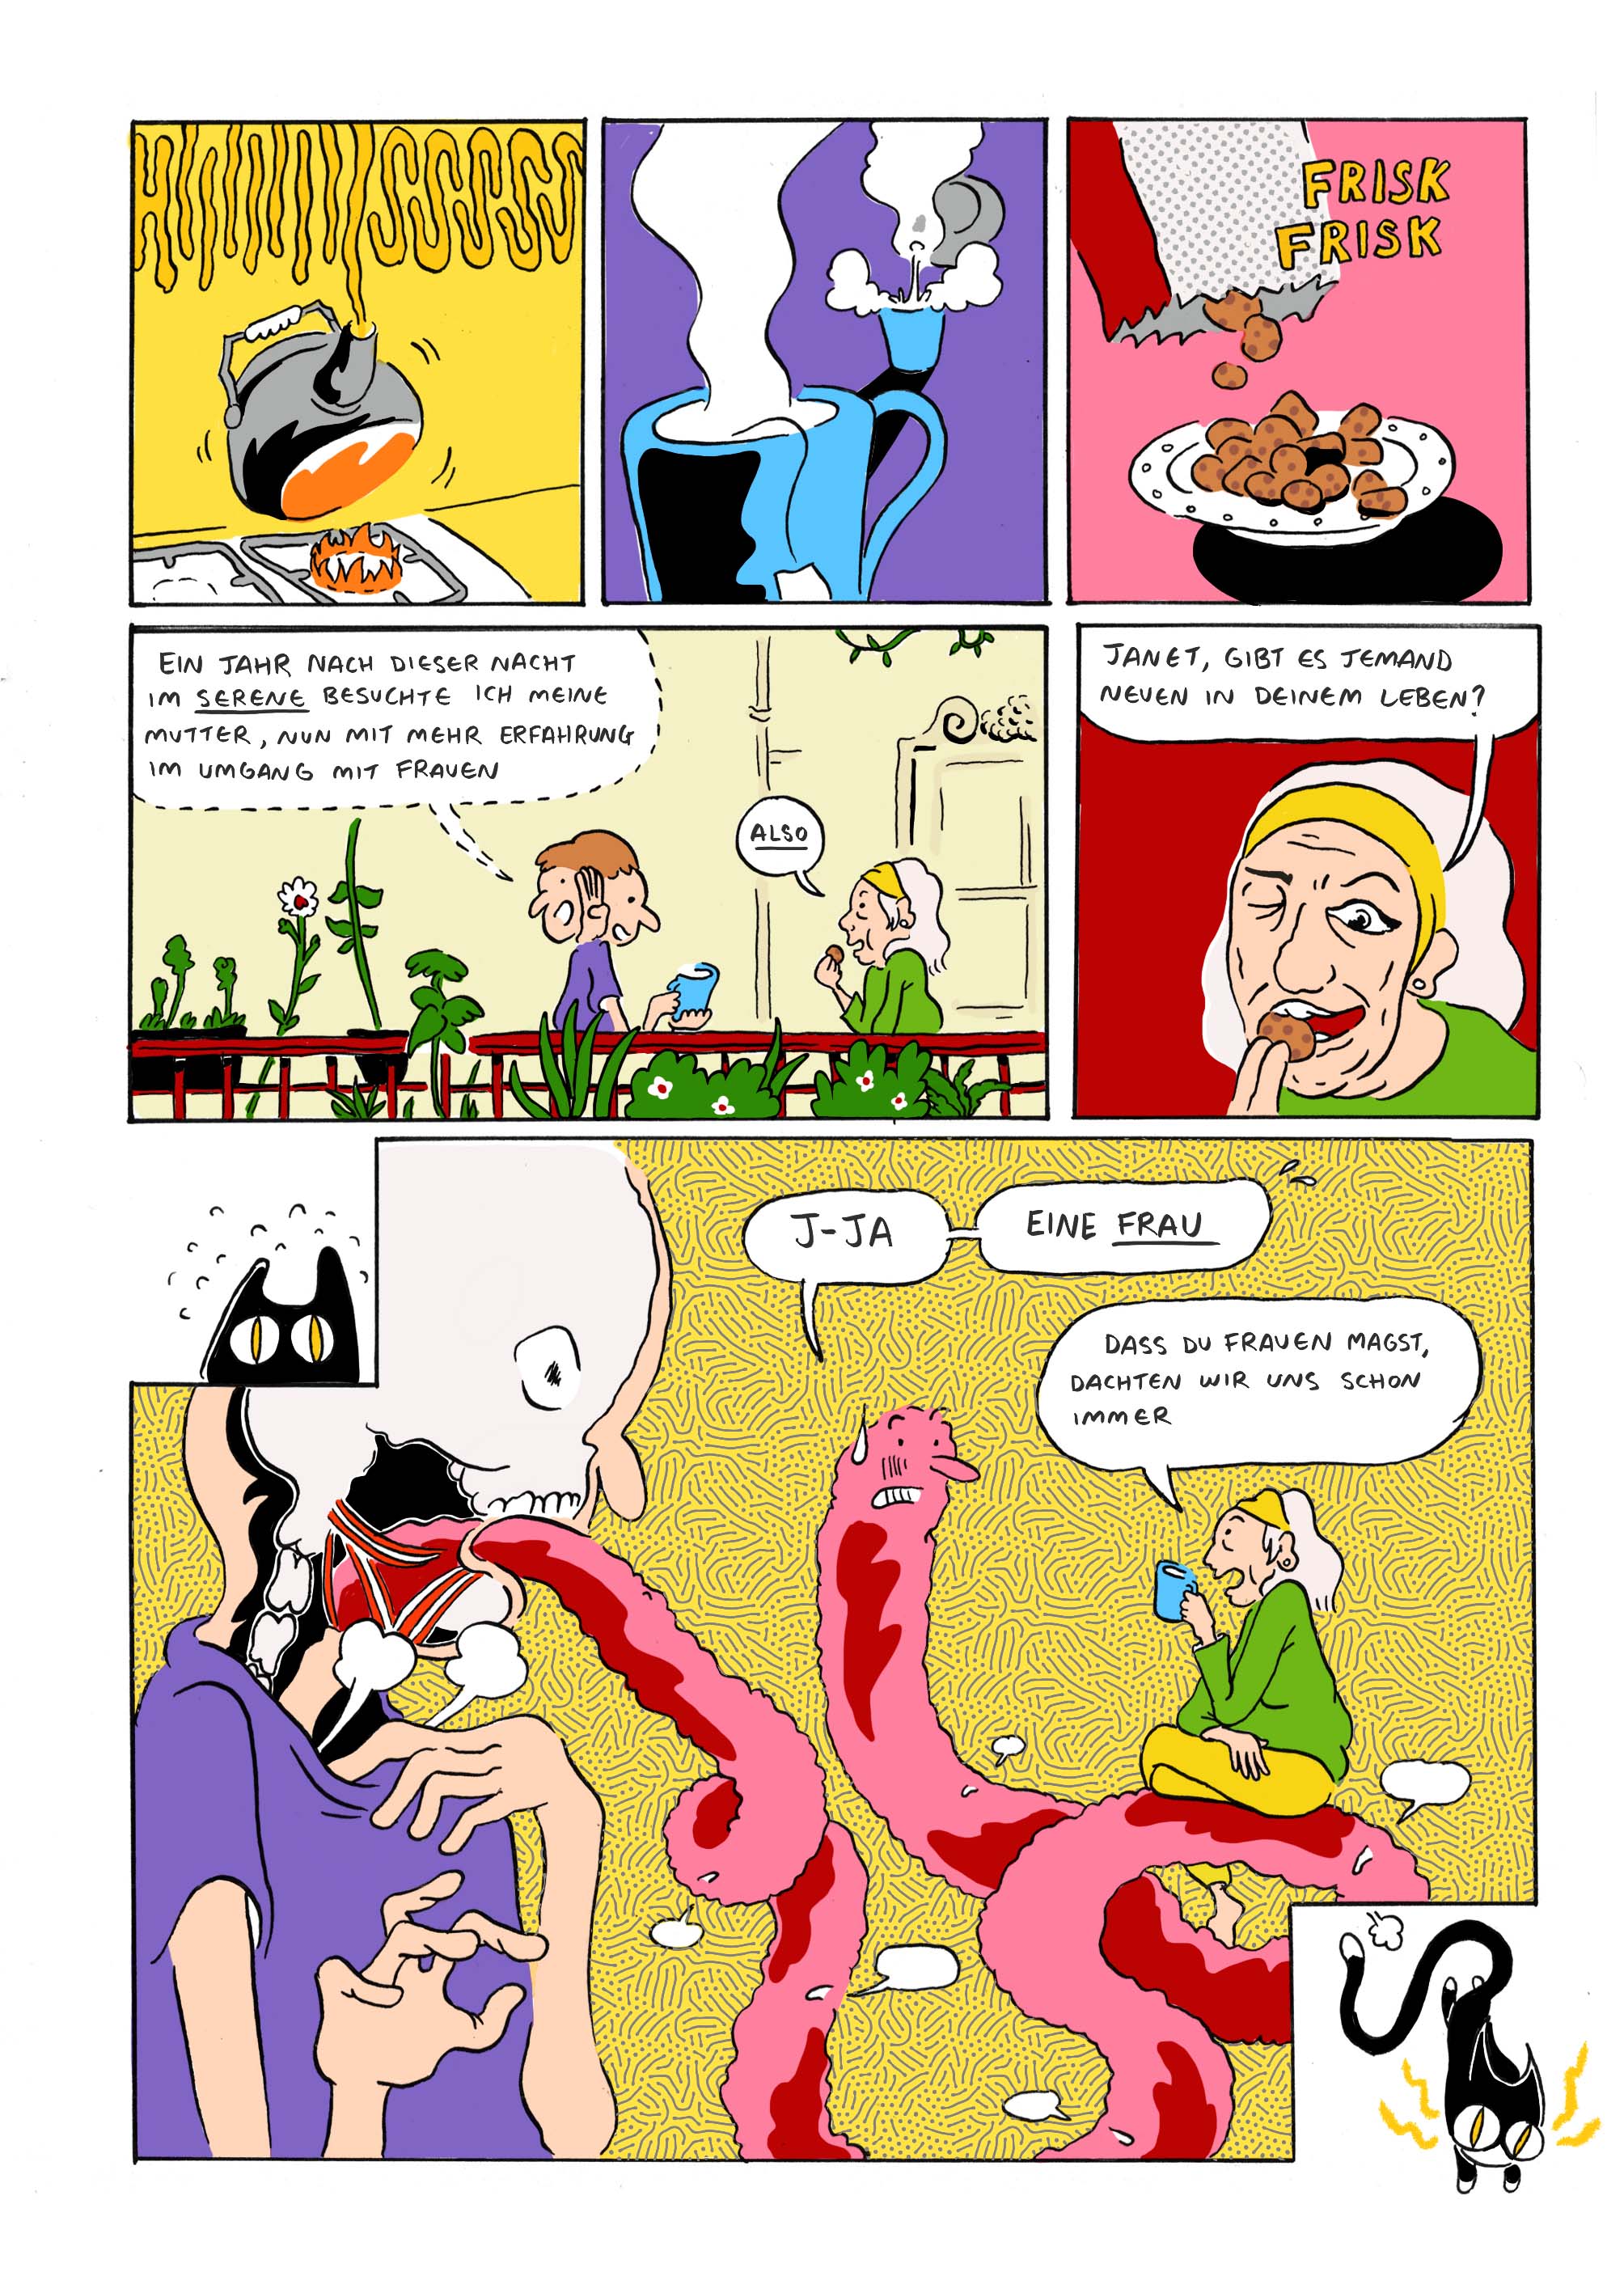 HMMMSSSSS
FRISK
FRISK
EIN JAHR NACH DIESER NACHT
IM SERENE BESUCHTE ICH MEINE
MUTTER, NUN MIT MEHR ERFAHRUNG
IM UMGANG MIT FRAUEN
ALSO
JANET, GIBT ES JEMAND
NEUEN IN DEINEM LEBEN?
J-JA
EINE FRAU
DASS DU FRAUEN MAGST,
DACHTEN WIR UNS SCHON
IMMER